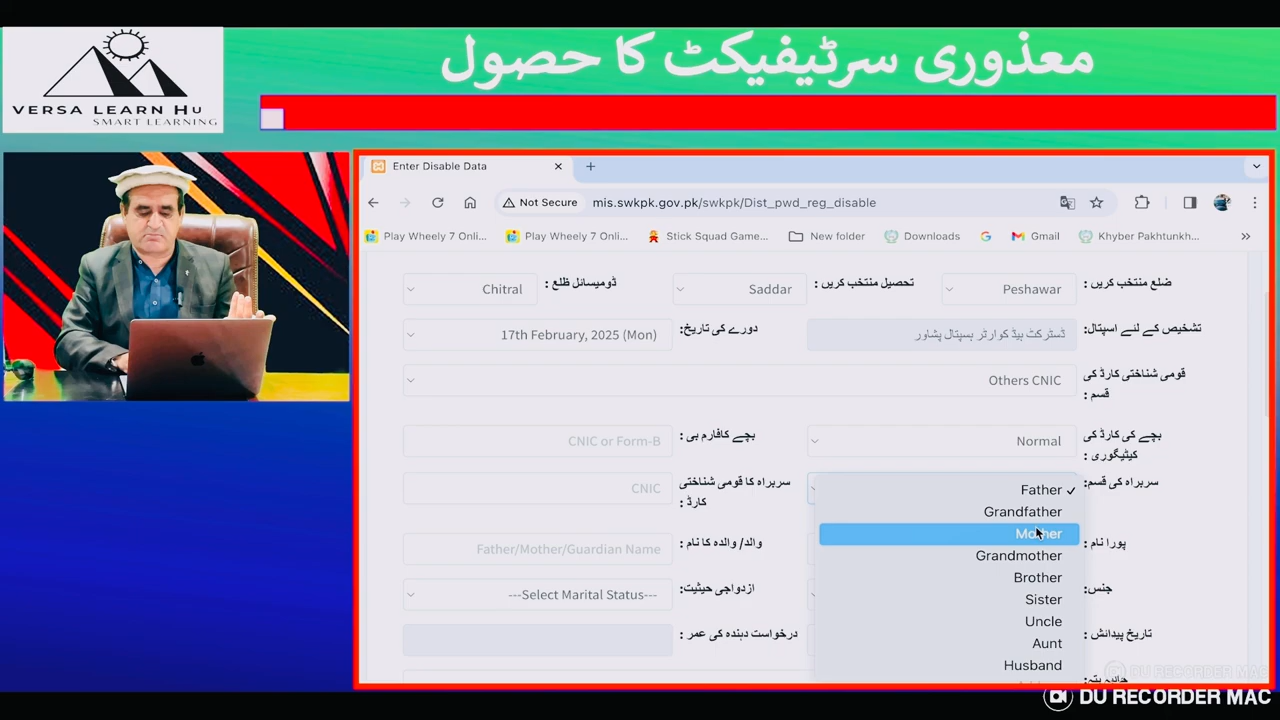 معذوری سرٹیفیکٹ کا حصول
VERSA LEARN HU
SMART LEARNING
Enter Disable Data
Not Secure
mis.swkpk.gov.pk/swkpk/Dist_pwd_reg_disable
Play Wheely 7 Onli...
Play Wheely 7 Onli...
Stick Squad Game...
New folder
Downloads
Gmail
Khyber Pakhtunkh...
ضلع منتخب کریں :
Peshawar
تحصیل منتخب کریں :
Saddar
ڈومیسائل ظلع :
Chitral
تشخیص کے لئے اسپتال:
ڈسٹرکٹ ہیڈ کوارٹر ہسپتال پشاور
دورے کی تاریخ:
17th February, 2025 (Mon)
قومی شناختی کارڈ کی
قسم :
Others CNIC
بچے کی کارڈ کی
کیٹیگوری :
Normal
بچے کافارم بی :
CNIC or Form-B
سربراہ کی قسم:
Father
سربراہ کا قومی شناختی
کارڈ :
CNIC
Grandfather
Mother
پورا نام :
والد/ والدہ کا نام :
Father/Mother/Guardian Name
Grandmother
Brother
جنس:
ازدواجی حیثیت:
---Select Marital Status---
Sister
Uncle
تاریخ پیدائش :
درخواست دہندہ کی عمر :
Aunt
Husband
DU RECORDER MAC
DU RECORDER MAC